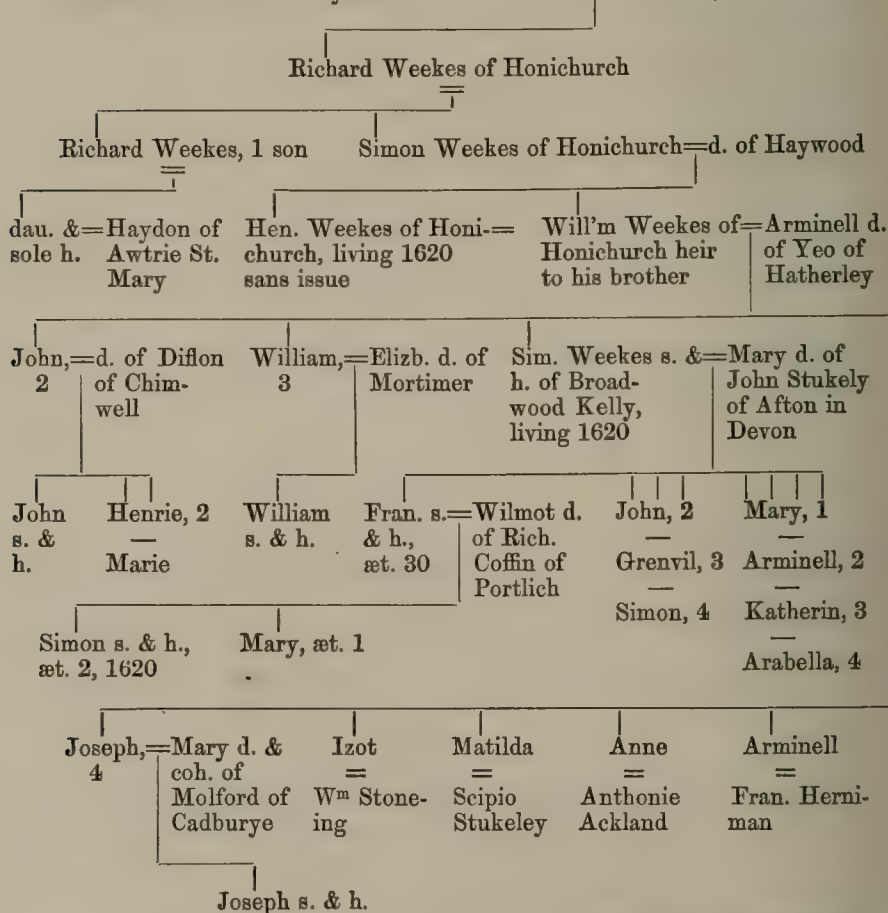 Richard Weekes of Honichurch
=
Richard Weekes, 1 son Simon Weekes of Honichurch=d. of Haywood
=
dau. &=Haydon of Hen. Weekes of Honi-= Will'm Weekes of=Arminell d.
sole h. Awtrie St. church, living 1620 Honichurch heir of Yeo of
Mary sans issue to his brother Hatherley
John,=d. of Diflon William,=Elizb. d. of Sim. Weekes s. &=Mary d. of
2 of Chim- 3 Mortimer h. of Broad- John Stukely
well wood Kelly, of Afton in
living 1620 Devon
John Henrie, 2 William Fran. s.=Wilmot d. John, 2 Mary, 1
s. & — s. & h. & h., of Rich. — —
h. Marie æt. 30 Coffin of Grenvil, 3 Arminell, 2
Portlich — —
Simon, 4 Katherin, 3
Simon s. & h., Mary, æt. 1 —
æt. 2, 1620 Arabella, 4
Joseph,=Mary d. & Izot Matilda Anne Arminell
4 coh. of = = = =
Molford of Wm Stone- Scipio Anthonie Fran. Herni-
Cadburye ing Stukeley Ackland man
Joseph s. & h.